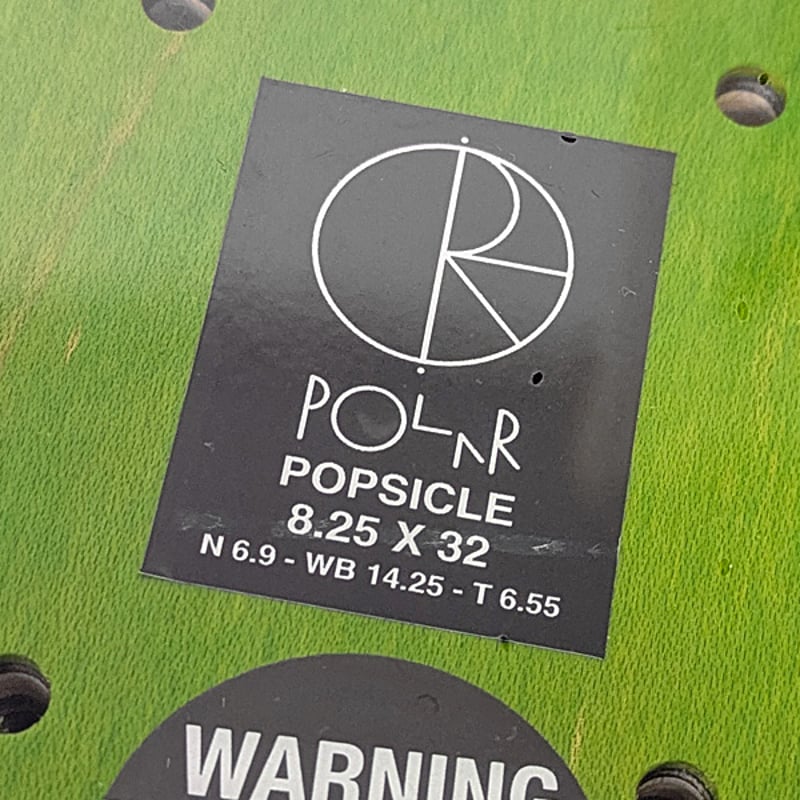 POLAR
POPSICLE
8.25 X 32
N 6.9 - WB 14.25 - T 6.55
WARNING